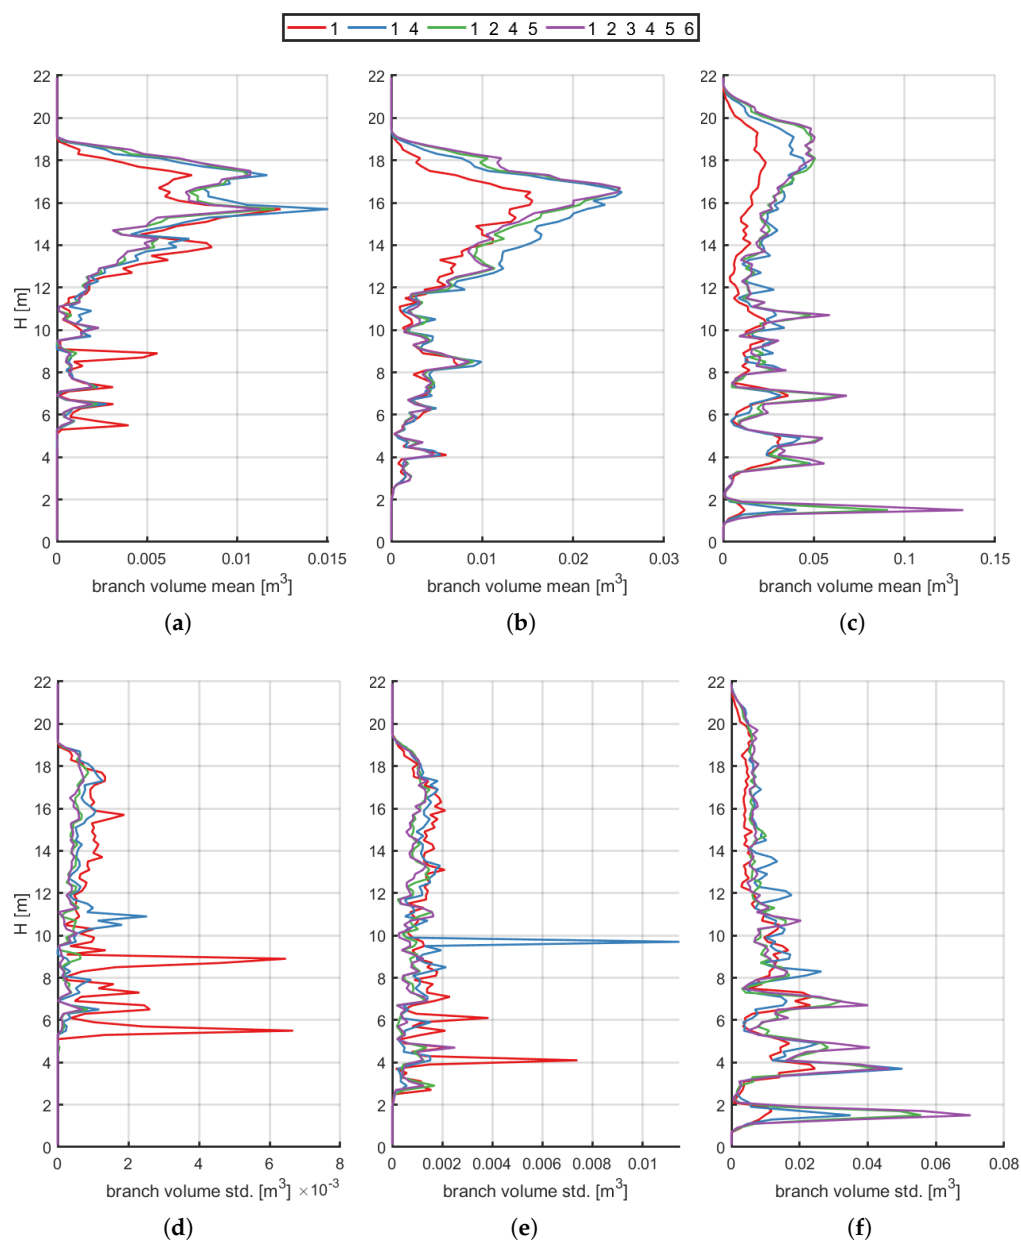 1 1 4 1 2 4 5 1 2 3 4 5 6
22 22 22
20 20 20
18 18 18
16 16 16
14 14 14
12 12 12
10 10 10
8 8 8
6 6 6
4 4 4
2 2 2
0 0 0
H [m]
0 0.005 0.01 0.015 0 0.01 0.02 0.03 0 0.05 0.1 0.15
branch volume mean [m³] branch volume mean [m³] branch volume mean [m³]
(a) (b) (c)
22 22 22
20 20 20
18 18 18
16 16 16
14 14 14
12 12 12
10 10 10
8 8 8
6 6 6
4 4 4
2 2 2
0 0 0
H [m]
0 2 4 6 8 0 0.002 0.004 0.006 0.008 0.01 0 0.02 0.04 0.06 0.08
branch volume std. [m³] ×10⁻³ branch volume std. [m³] branch volume std. [m³]
(d) (e) (f)